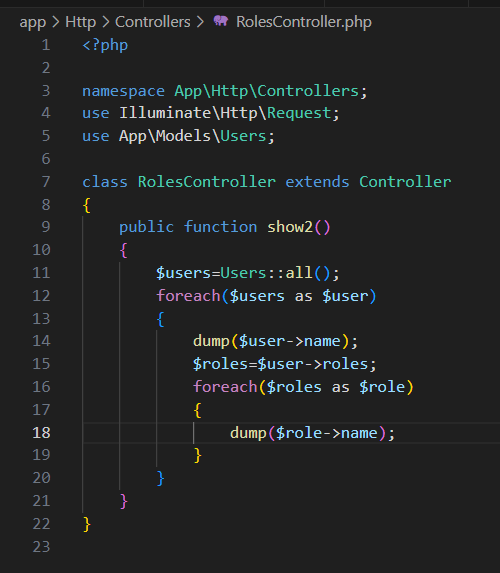 app > Http > Controllers > RolesController.php
1 <?php
2
3 namespace App\Http\Controllers;
4 use Illuminate\Http\Request;
5 use App\Models\Users;
6
7 class RolesController extends Controller
8 {
9     public function show2()
10     {
11         $users=Users::all();
12         foreach($users as $user)
13         {
14             dump($user->name);
15             $roles=$user->roles;
16             foreach($roles as $role)
17             {
18                 dump($role->name);
19             }
20         }
21     }
22 }
23